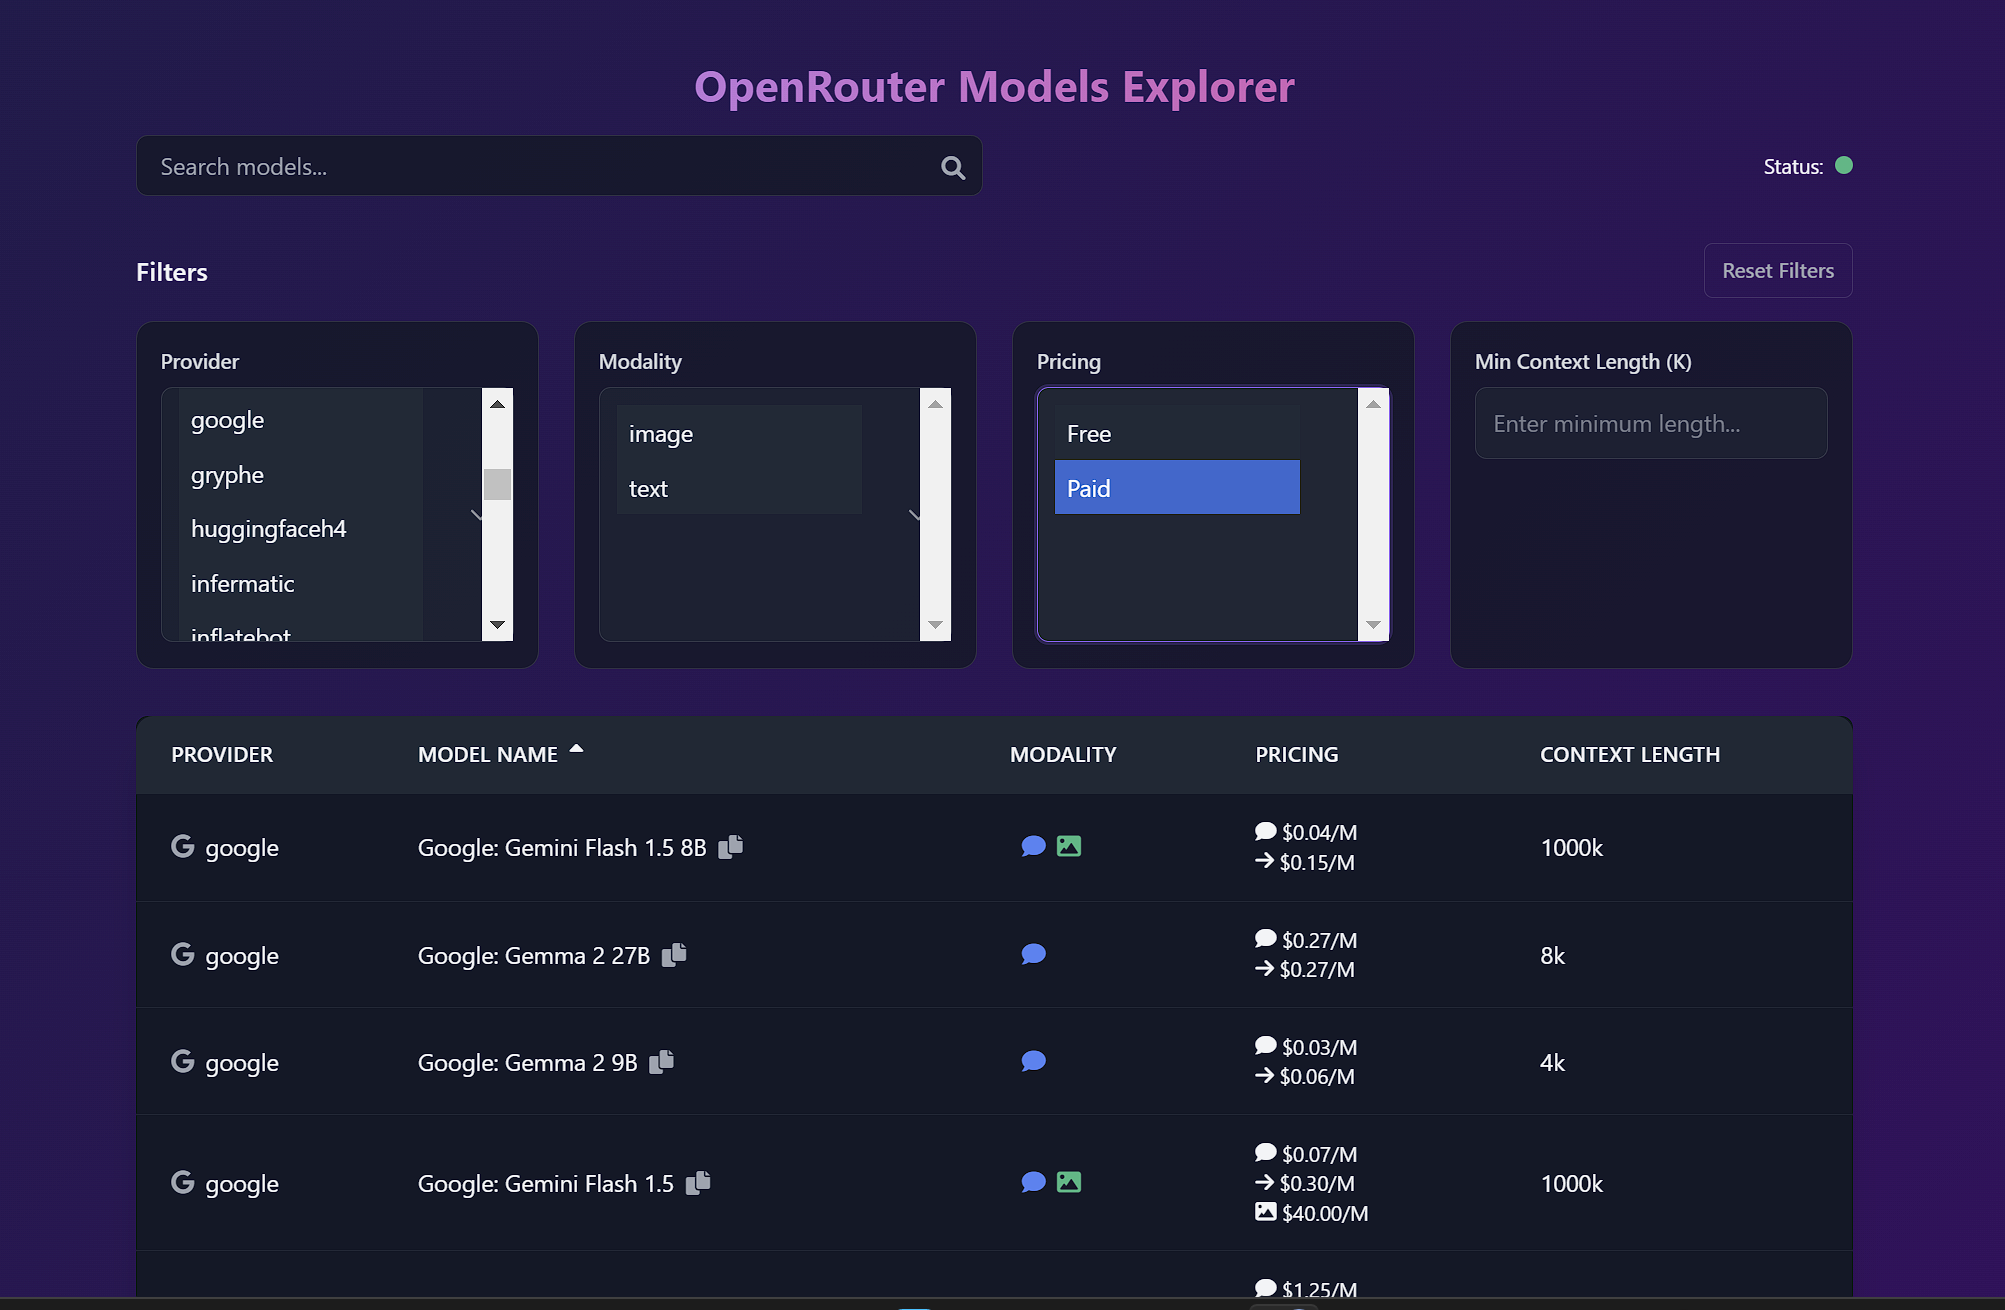 OpenRouter Models Explorer
Search models...
Status:
Filters
Reset Filters
Provider
google
gryphe
huggingfaceh4
infermatic
inflatebot
Modality
image
text
Pricing
Free
Paid
Min Context Length (K)
Enter minimum length...
PROVIDER MODEL NAME MODALITY PRICING CONTEXT LENGTH
google Google: Gemini Flash 1.5 8B $0.04/M 1000k
$0.15/M
google Google: Gemma 2 27B $0.27/M 8k
$0.27/M
google Google: Gemma 2 9B $0.03/M 4k
$0.06/M
google Google: Gemini Flash 1.5 $0.07/M 1000k
$0.30/M
$40.00/M
$1.25/M